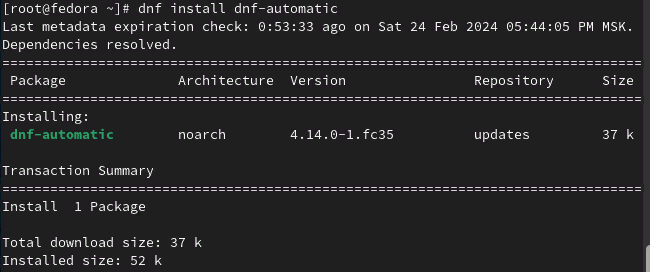 [root@fedora ~]# dnf install dnf-automatic
Last metadata expiration check: 0:53:33 ago on Sat 24 Feb 2024 05:44:05 PM MSK.
Dependencies resolved.
================================================================================
Package Architecture Version Repository Size
================================================================================
Installing:
dnf-automatic noarch 4.14.0-1.fc35 updates 37 k
Transaction Summary
================================================================================
Install 1 Package
Total download size: 37 k
Installed size: 52 k